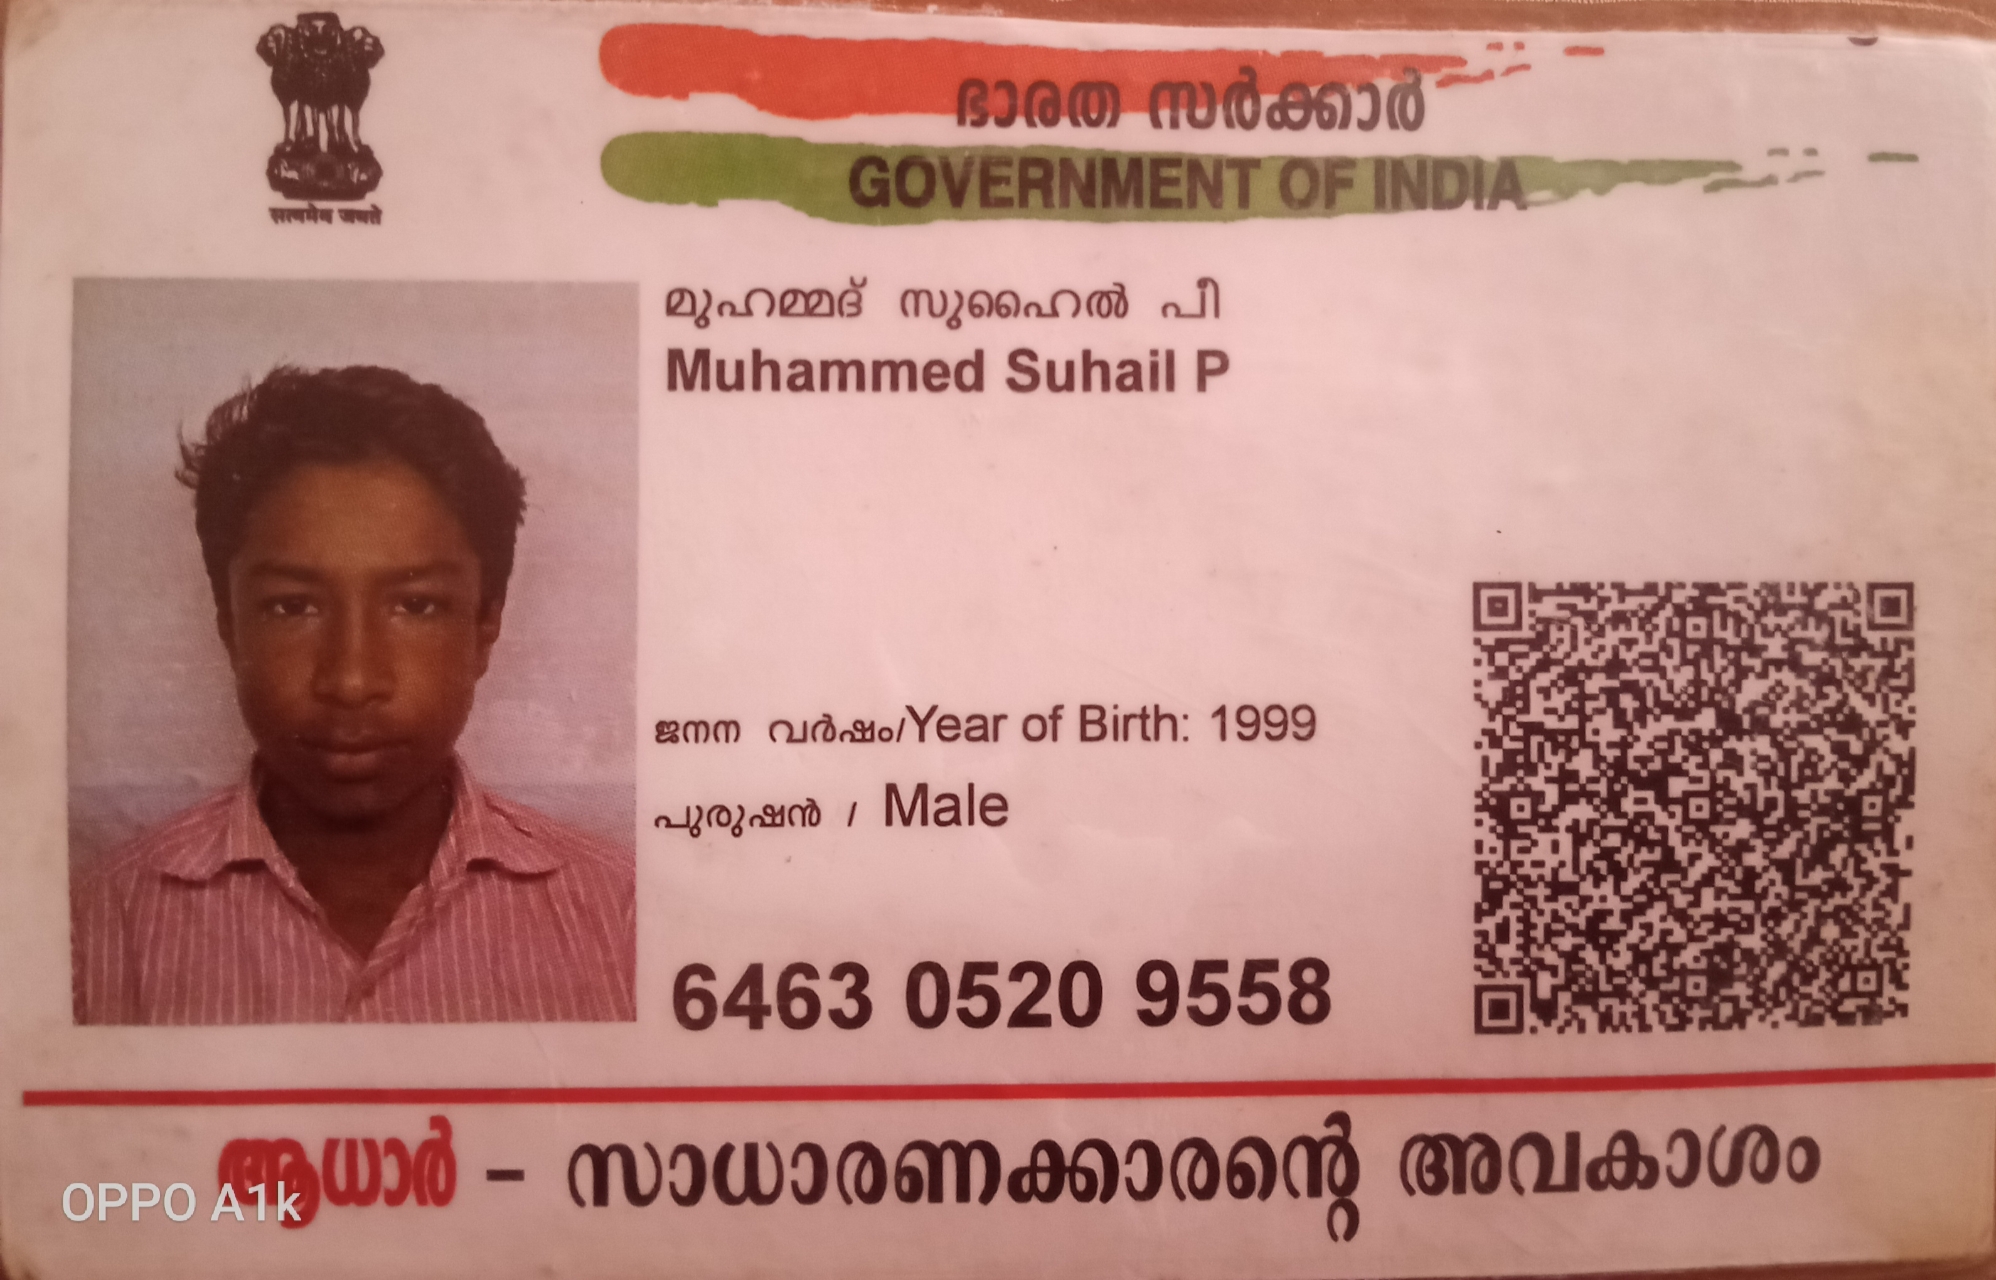 सत्यमेव जयते
ഭാരത സർക്കാർ
GOVERNMENT OF INDIA
മുഹമ്മദ് സുഹൈൽ പീ
Muhammed Suhail P
ജനന വർഷം/Year of Birth: 1999
പുരുഷൻ / Male
6463 0520 9558
ആധാർ – സാധാരണക്കാരന്റെ അവകാശം
OPPO A1k